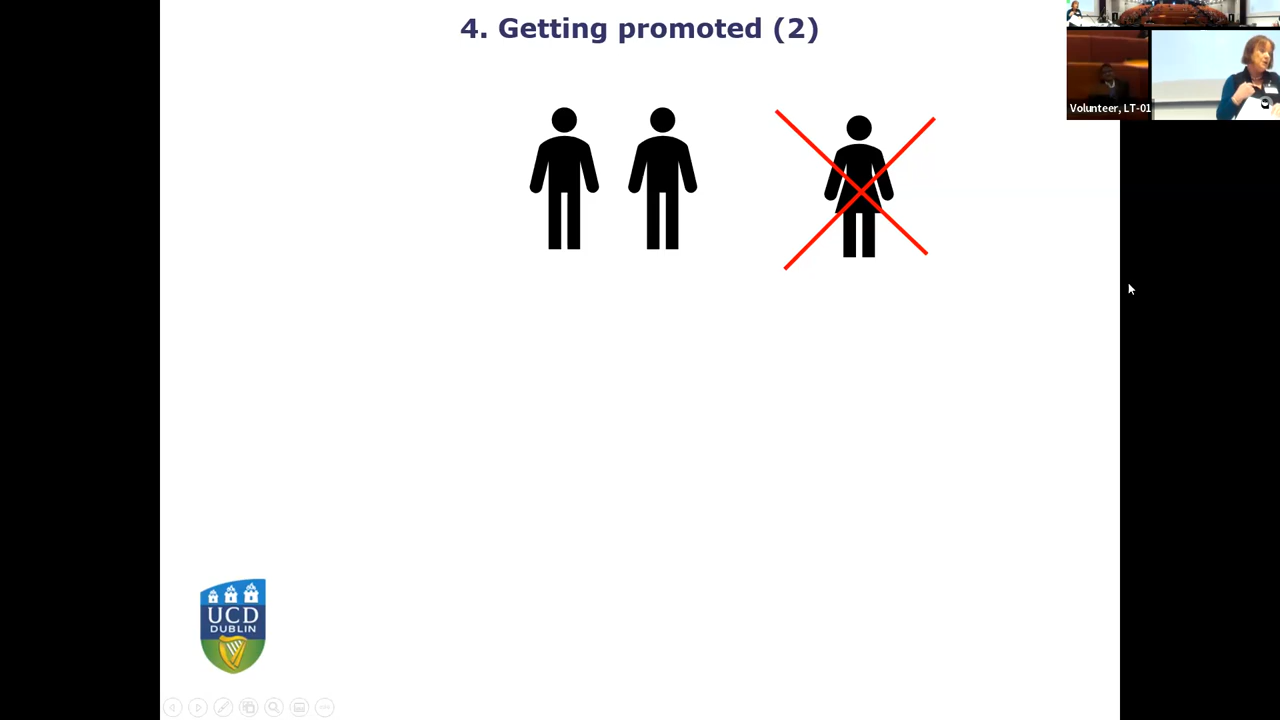 4. Getting promoted (2)
Volunteer, LT-01
UCD
DUBLIN